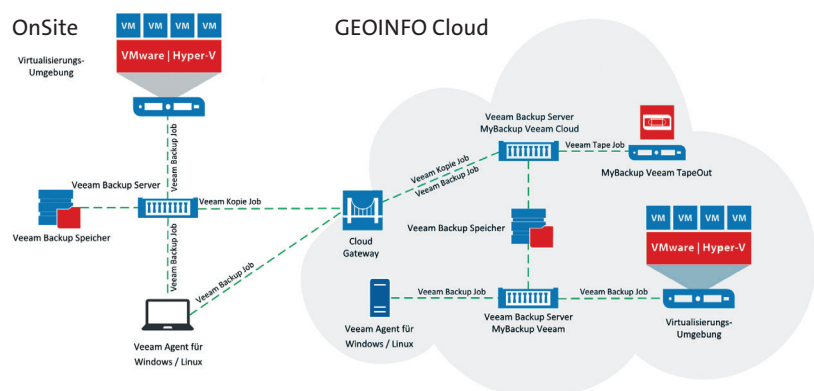 OnSite
VM VM VM VM
VMware | Hyper-V
Virtualisierungs-
Umgebung
Veeam Backup Job
Veeam Backup Server
Veeam Kopie Job
Veeam Backup Speicher
Veeam Backup Job
Veeam Backup Job
Veeam Agent für
Windows / Linux
GEOINFO Cloud
Cloud
Gateway
Veeam Kopie Job
Veeam Backup Job
Veeam Backup Server
MyBackup Veeam Cloud
Veeam Tape Job
MyBackup Veeam TapeOut
Veeam Backup Speicher
VM VM VM VM
VMware | Hyper-V
Veeam Backup Job
Veeam Backup Job
Veeam Agent für
Windows / Linux
Veeam Backup Server
MyBackup Veeam
Virtualisierungs-
Umgebung